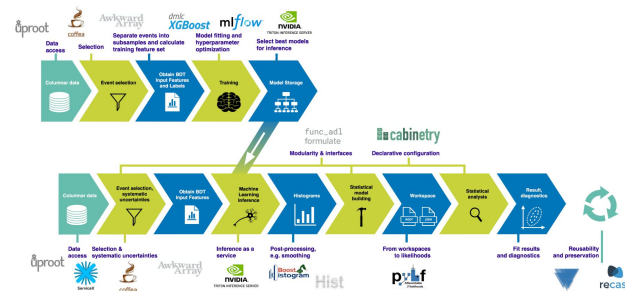 uproot
coffea
Awkward
Array
dmlc
XGBoost
mlflow
NVIDIA
TRITON INFERENCE SERVER
Data
access
Selection
Separate events into
subsamples and calculate
training feature set
Model fitting and
hyperparameter
optimization
Select best models
for inference
Columnar data
Event selection
Obtain BDT
Input Features
and Labels
Training
Model Storage
func_adl
formulate
cabinetry
Modularity & interfaces
Declarative configuration
Columnar data
Event selection,
systematic
uncertainties
Obtain BDT
Input Features
Machine
Learning
Inference
Histograms
Statistical
model
building
Workspace
Statistical
analysis
Result,
diagnostics
ROOT
JSON
Data
access
Selection &
systematic uncertainties
Inference as a
service
Post-processing,
e.g. smoothing
From workspaces
to likelihoods
Fit results
and diagnostics
Reusability
and preservation
uproot
ServiceX
coffea
Awkward
Array
NVIDIA
TRITON INFERENCE SERVER
Boost
Histogram
Hist
pyhf
recast